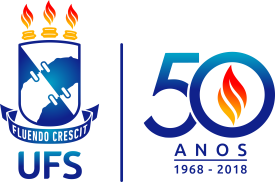 FLUENDO CRESCIT
UFS
50
ANOS
1968 - 2018